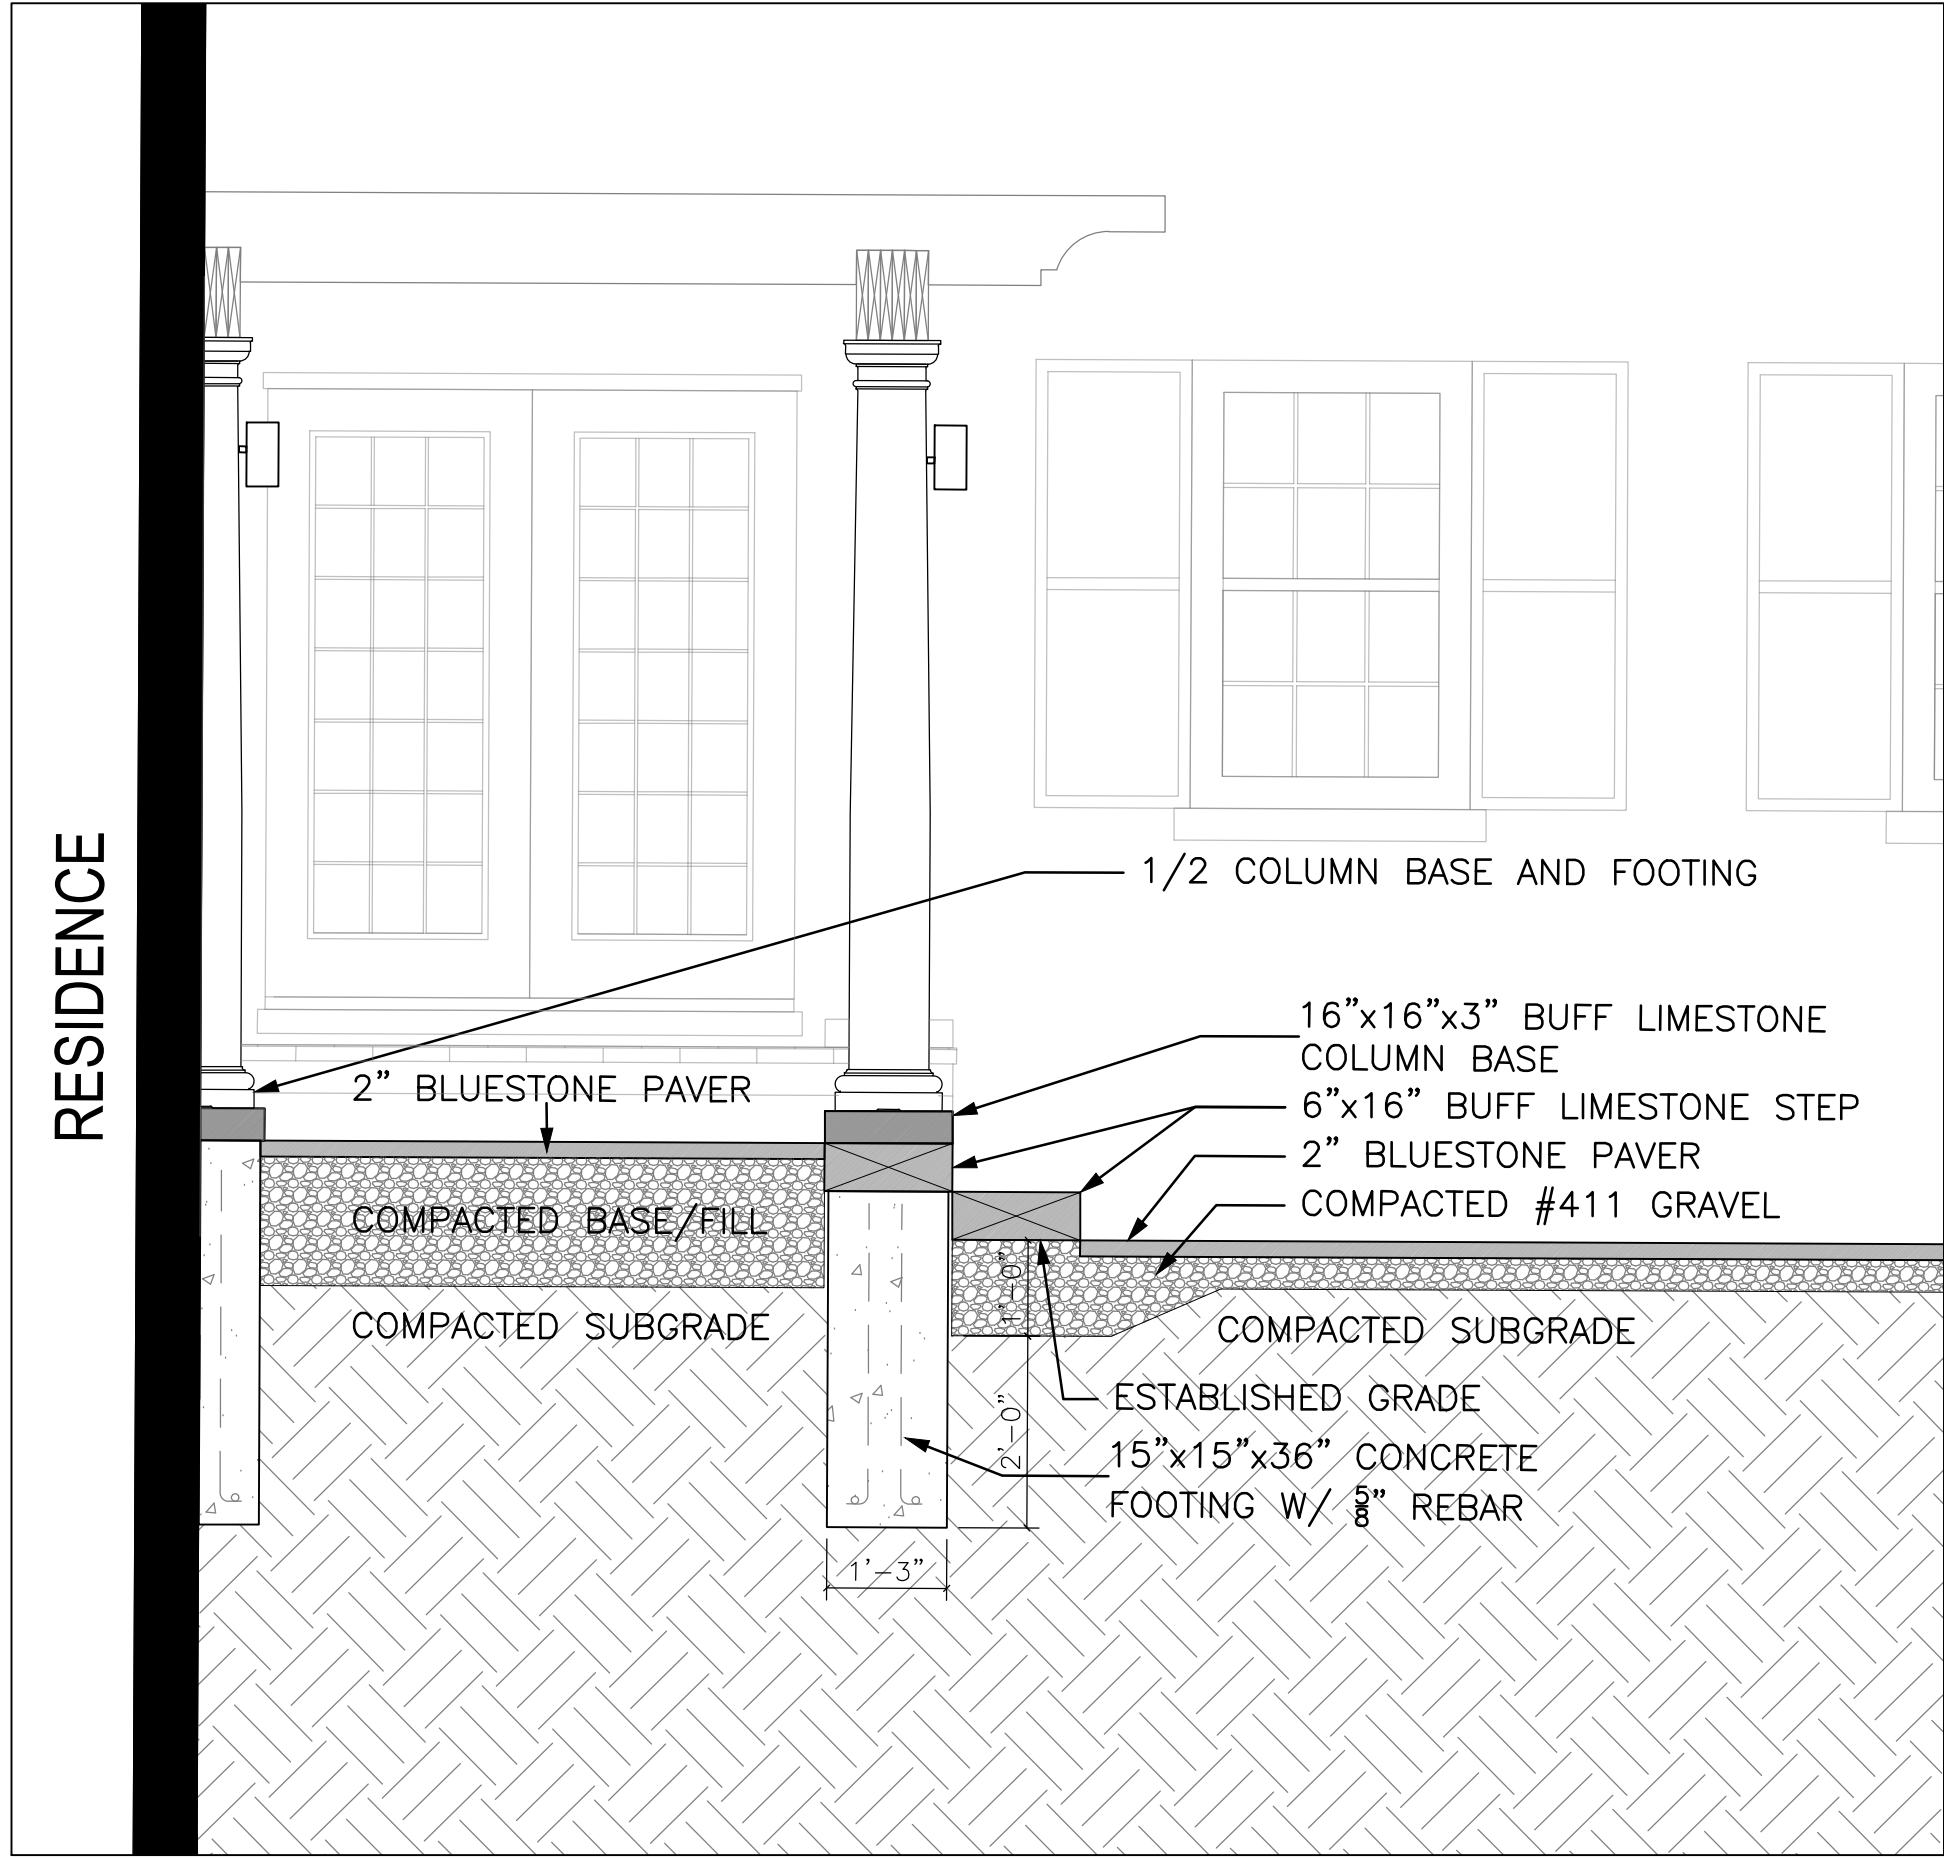 RESIDENCE
1/2 COLUMN BASE AND FOOTING
16”x16”x3” BUFF LIMESTONE
COLUMN BASE
2” BLUESTONE PAVER
6”x16” BUFF LIMESTONE STEP
2” BLUESTONE PAVER
COMPACTED #411 GRAVEL
COMPACTED BASE/FILL
1’-0”
COMPACTED SUBGRADE
COMPACTED SUBGRADE
ESTABLISHED GRADE
2’-0”
15”x15”x36” CONCRETE
FOOTING W/ 5/8” REBAR
1’-3”